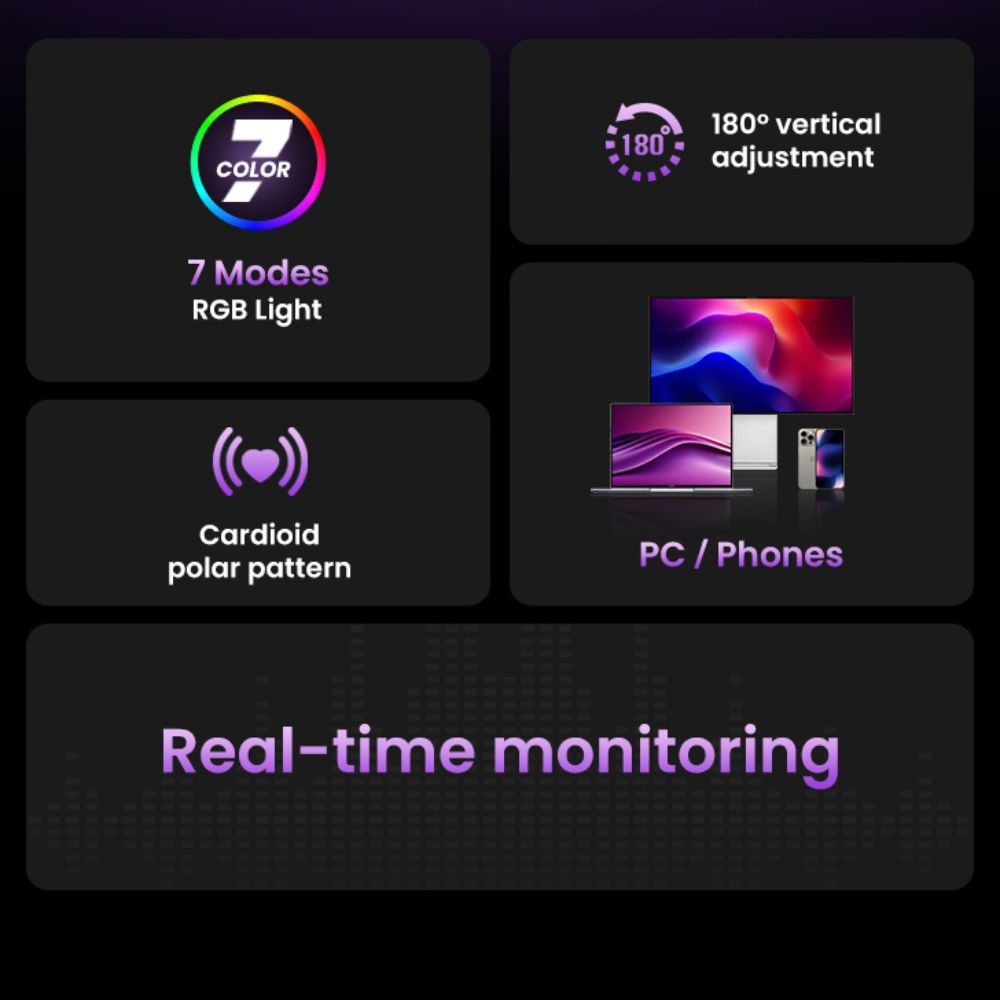 7
COLOR
7 Modes
RGB Light
180°
180° vertical
adjustment
Cardioid
polar pattern
PC / Phones
Real-time monitoring